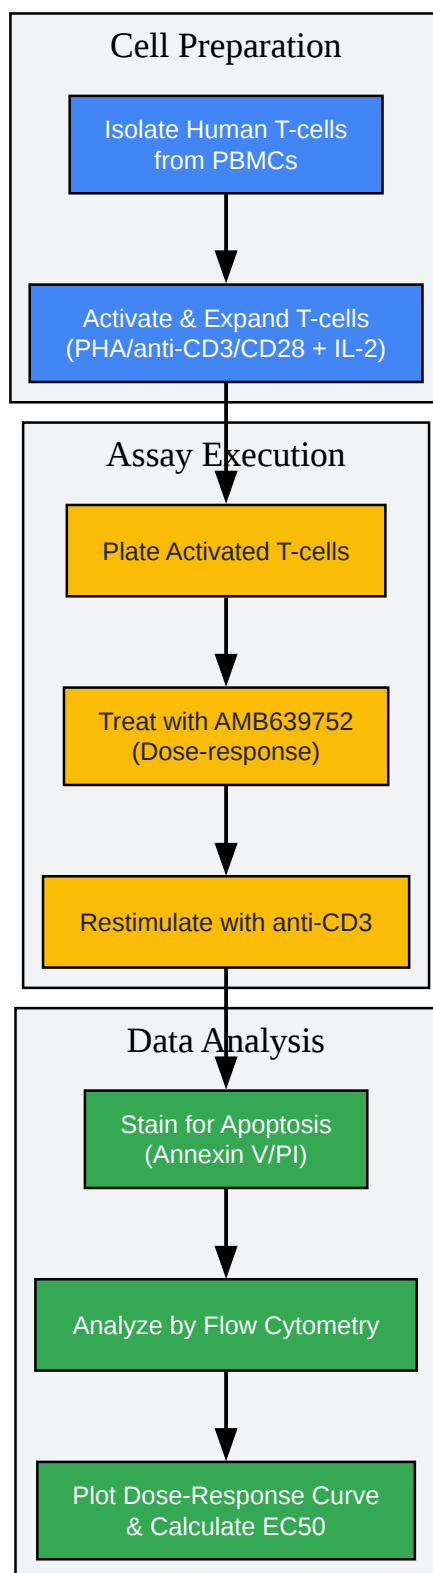 Cell Preparation
Isolate Human T-cells
from PBMCs
Activate & Expand T-cells
(PHA/anti-CD3/CD28 + IL-2)
Assay Execution
Plate Activated T-cells
Treat with AMB639752
(Dose-response)
Restimulate with anti-CD3
Data Analysis
Stain for Apoptosis
(Annexin V/PI)
Analyze by Flow Cytometry
Plot Dose-Response Curve
& Calculate EC50